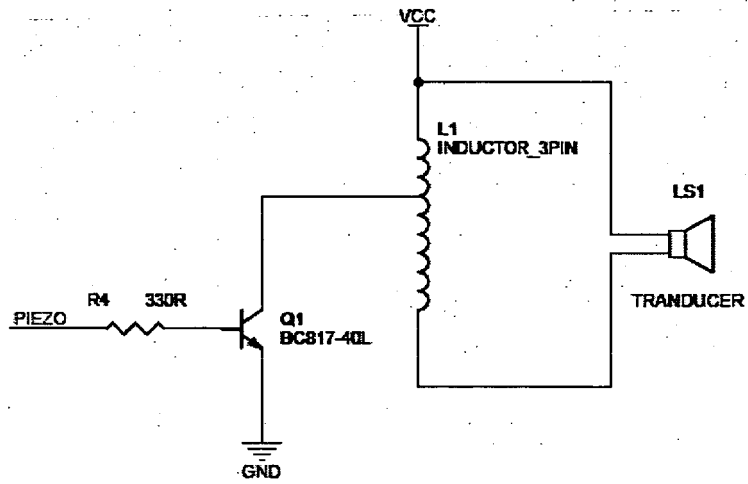 VCC
L1
INDUCTOR_3PIN
LS1
TRANDUCER
R4 330R
PIEZO
Q1
BC817-40L
GND